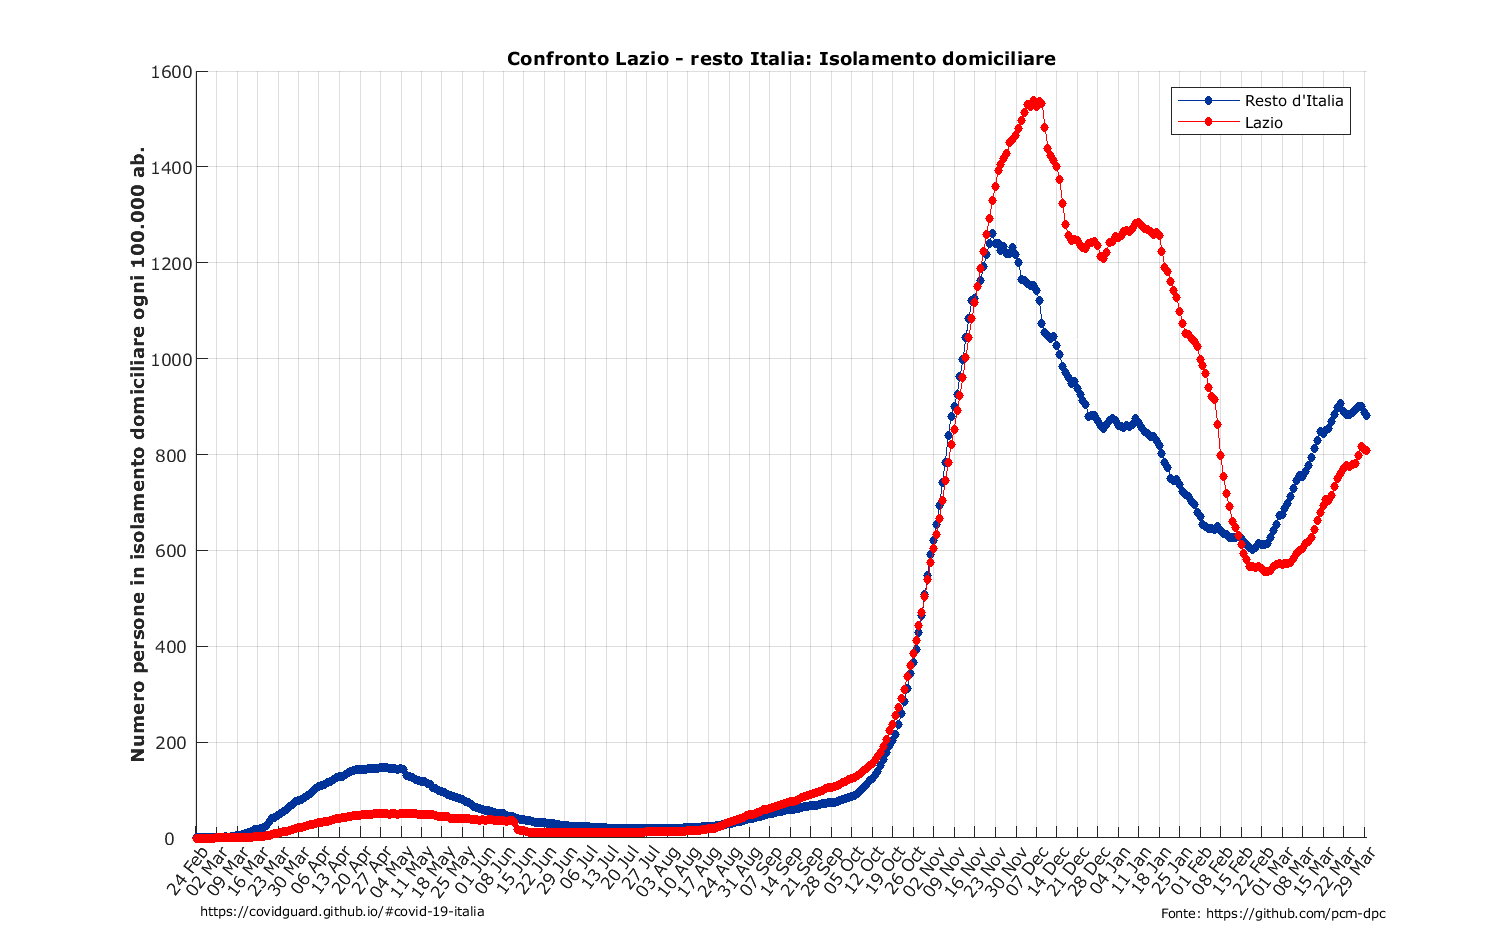 Confronto Lazio - resto Italia: Isolamento domiciliare
Numero persone in isolamento domiciliare ogni 100.000 ab.
1600
1400
1200
1000
800
600
400
200
0
Resto d'Italia
Lazio
24 Feb
02 Mar
09 Mar
16 Mar
23 Mar
30 Mar
06 Apr
13 Apr
20 Apr
27 Apr
04 May
11 May
18 May
25 May
01 Jun
08 Jun
15 Jun
22 Jun
29 Jun
06 Jul
13 Jul
20 Jul
27 Jul
03 Aug
10 Aug
17 Aug
24 Aug
31 Aug
07 Sep
14 Sep
21 Sep
28 Sep
05 Oct
12 Oct
19 Oct
26 Oct
02 Nov
09 Nov
16 Nov
23 Nov
30 Nov
07 Dec
14 Dec
21 Dec
28 Dec
04 Jan
11 Jan
18 Jan
25 Jan
01 Feb
08 Feb
15 Feb
22 Feb
01 Mar
08 Mar
15 Mar
22 Mar
29 Mar
https://covidguard.github.io/#covid-19-italia
Fonte: https://github.com/pcm-dpc